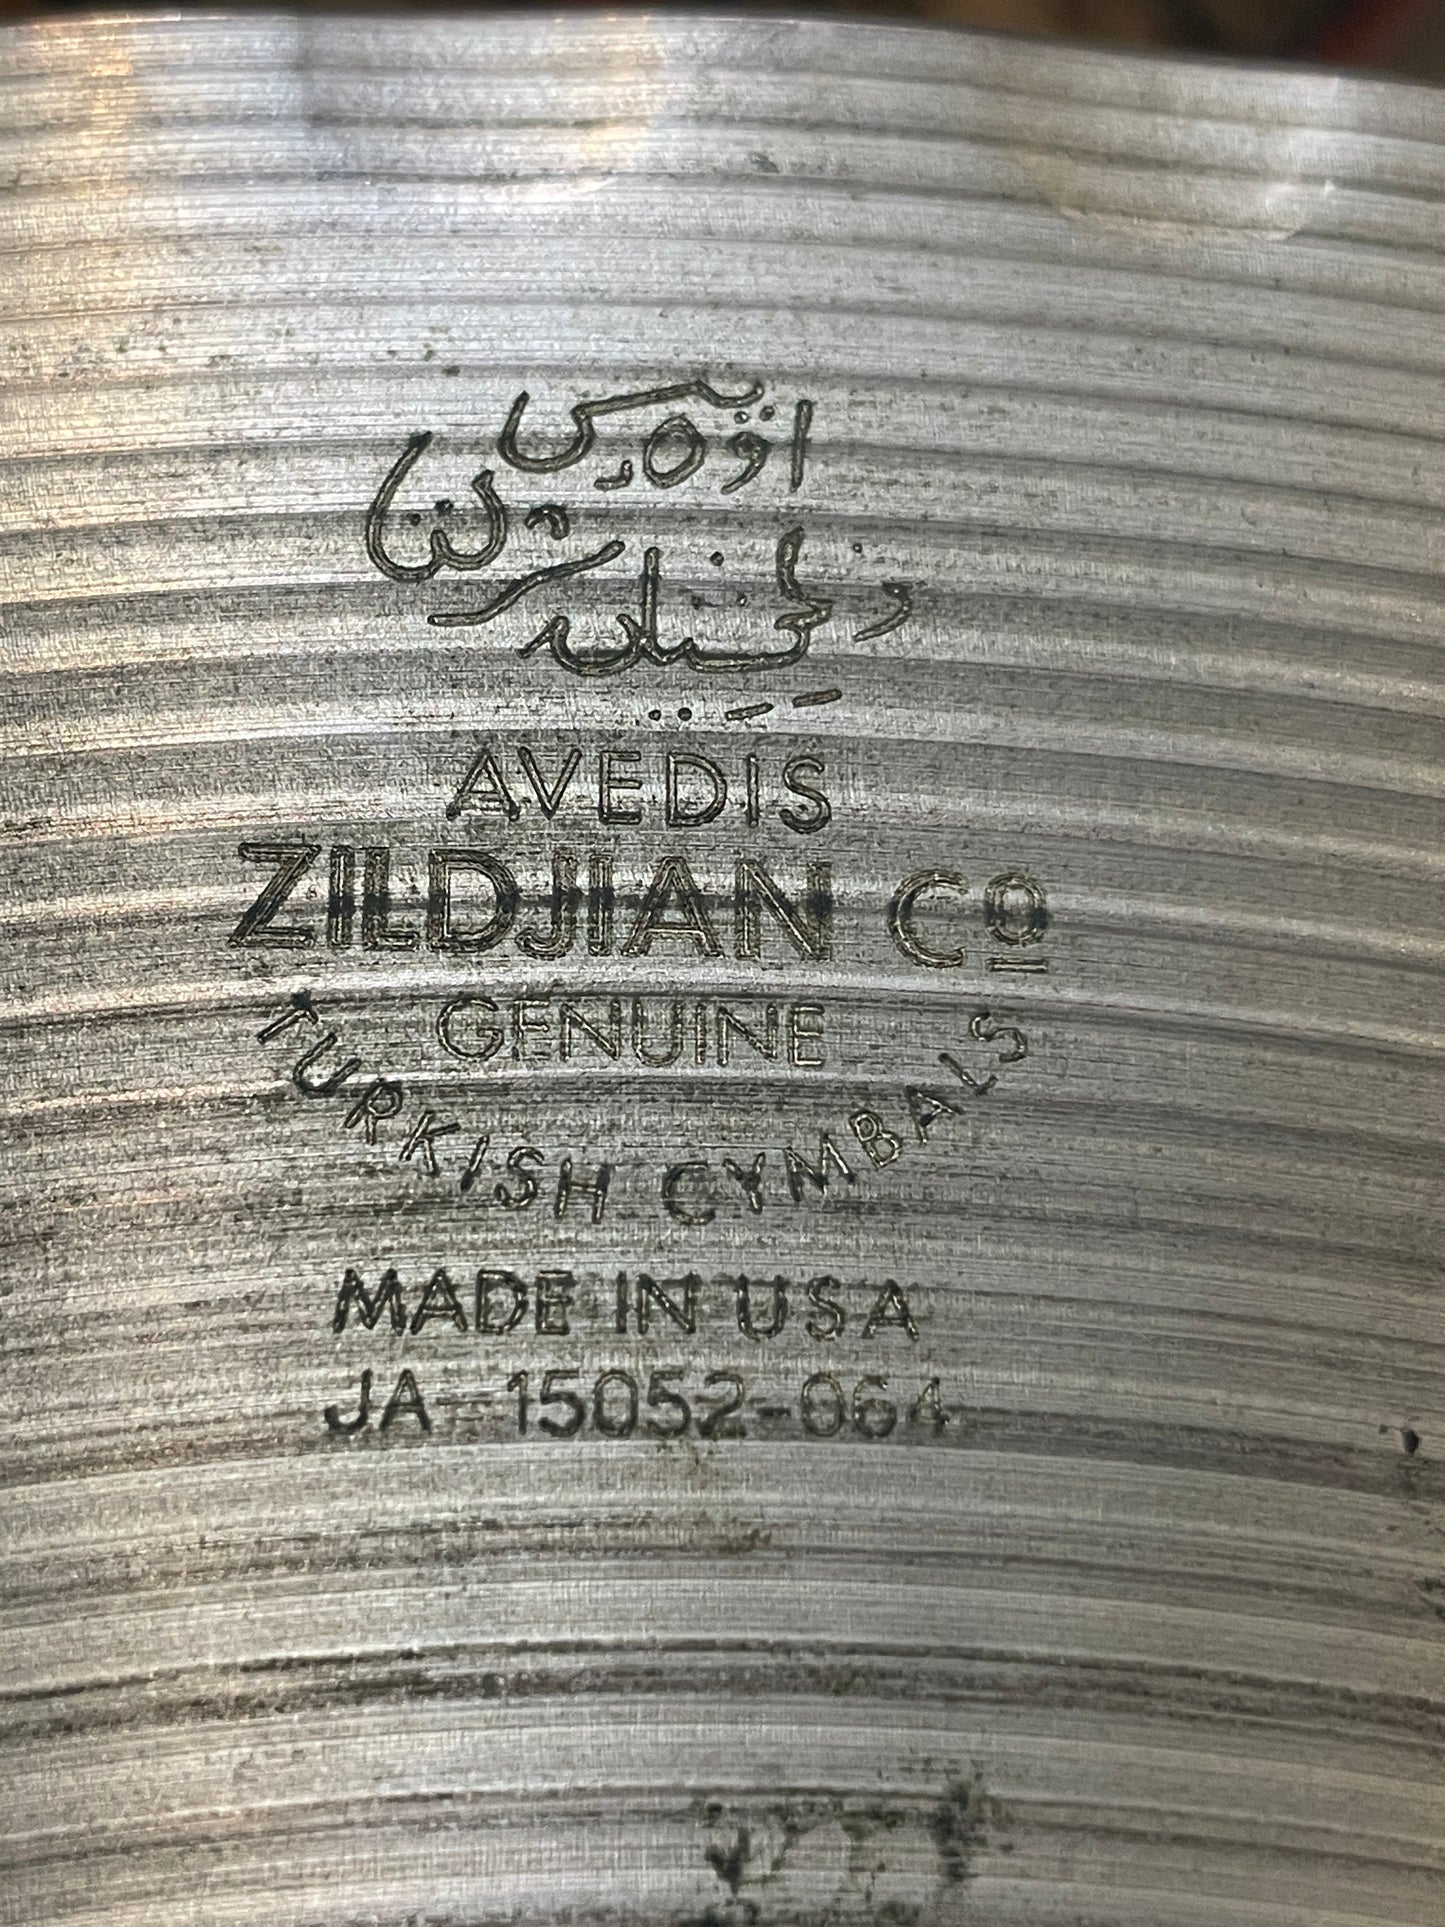 AVEDIS
ZILDJIAN Cº
GENUINE
TURKISH CYMBALS
MADE IN USA
JA 15052-064